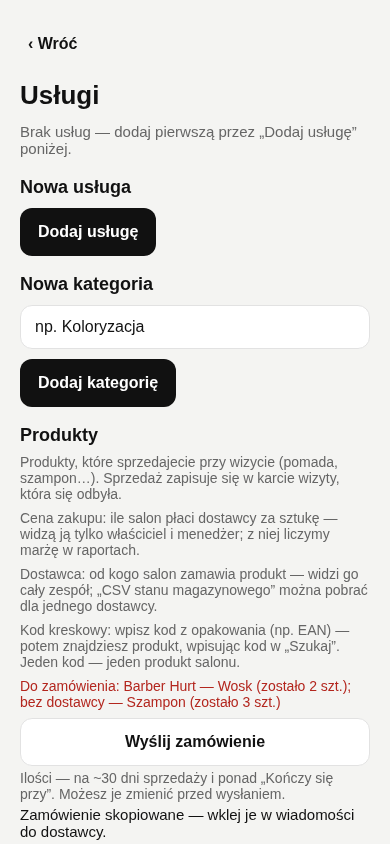 ‹ Wróć
Usługi
Brak usług — dodaj pierwszą przez „Dodaj usługę”
poniżej.
Nowa usługa
Dodaj usługę
Nowa kategoria
np. Koloryzacja
Dodaj kategorię
Produkty
Produkty, które sprzedajecie przy wizycie (pomada,
szampon…). Sprzedaż zapisuje się w karcie wizyty,
która się odbyła.
Cena zakupu: ile salon płaci dostawcy za sztukę —
widzą ją tylko właściciel i menedżer; z niej liczymy
marżę w raportach.
Dostawca: od kogo salon zamawia produkt — widzi go
cały zespół; „CSV stanu magazynowego” można pobrać
dla jednego dostawcy.
Kod kreskowy: wpisz kod z opakowania (np. EAN) —
potem znajdziesz produkt, wpisując kod w „Szukaj”.
Jeden kod — jeden produkt salonu.
Do zamówienia: Barber Hurt — Wosk (zostało 2 szt.);
bez dostawcy — Szampon (zostało 3 szt.)
Wyślij zamówienie
Ilości — na ~30 dni sprzedaży i ponad „Kończy się
przy”. Możesz je zmienić przed wysłaniem.
Zamówienie skopiowane — wklej je w wiadomości
do dostawcy.